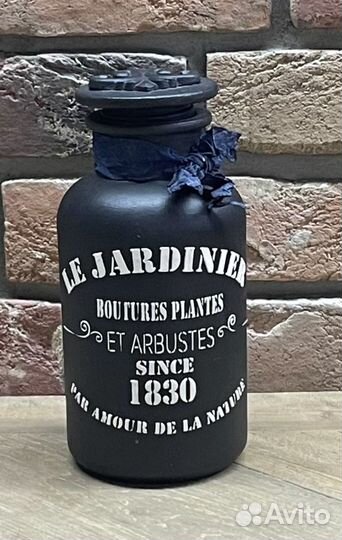 LE JARDINIER
BOUTURES PLANTES
ET ARBUSTES
SINCE
1830
PAR AMOUR DE LA NATURE
Avito